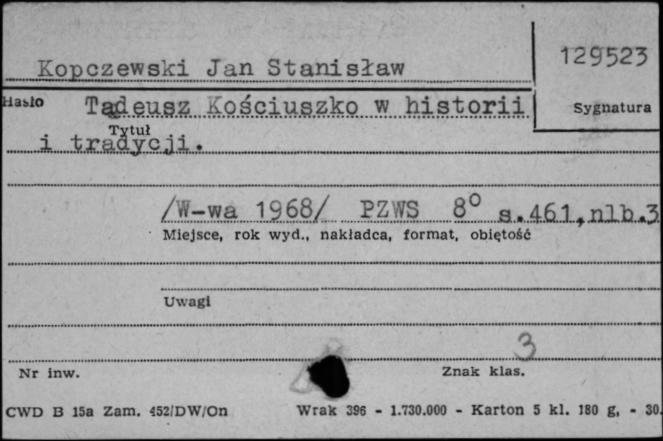 Kopczewski Jan Stanisław
129523
Hasło
Tadeusz Kościuszko w historii
Sygnatura
Tytuł
i tradycji.
/W-wa 1968/ PZWS 8° s.461,nlb.3
Miejsce, rok wyd., nakładca, format, objętość
Uwagi
3
Nr inw.
Znak klas.
CWD B 15a Zam. 452/DW/On Wrak 396 - 1.730.000 - Karton 5 kl. 180 g, - 30.